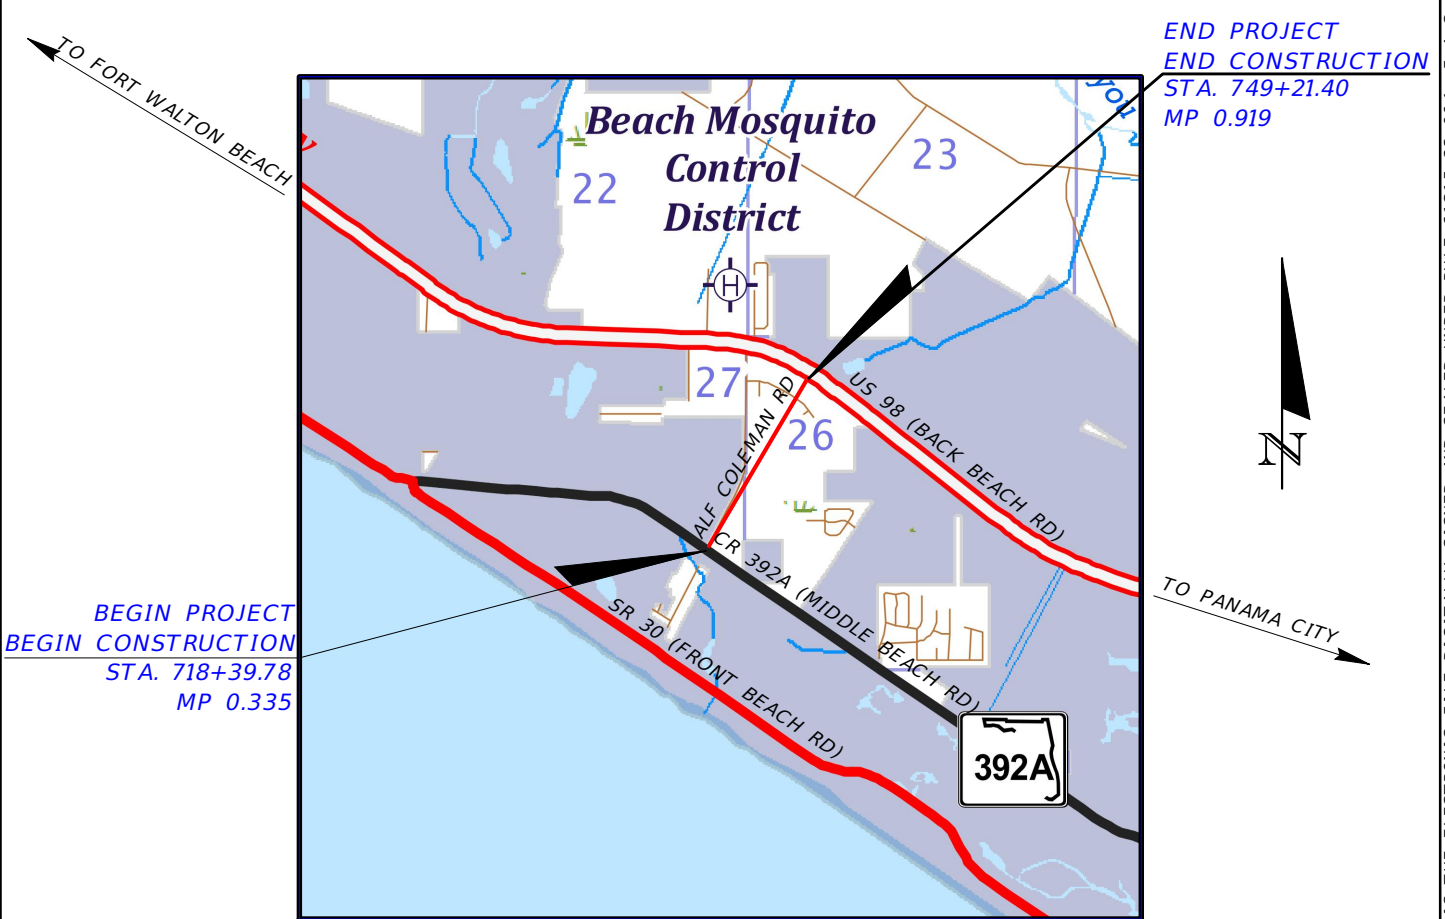 TO FORT WALTON BEACH
END PROJECT
END CONSTRUCTION
STA. 749+21.40
MP 0.919
Beach Mosquito
Control
District
22
23
H
27
26
ALF COLEMAN RD
US 98 (BACK BEACH RD)
CR 392A (MIDDLE BEACH RD)
SR 30 (FRONT BEACH RD)
392A
N
TO PANAMA CITY
BEGIN PROJECT
BEGIN CONSTRUCTION
STA. 718+39.78
MP 0.335